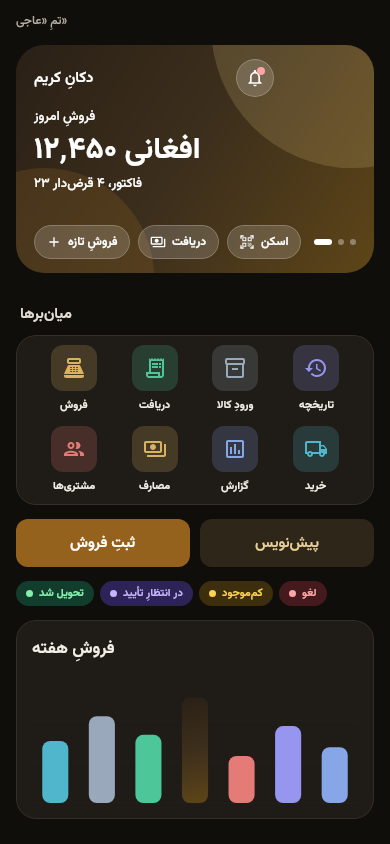 تمِ «عاجی»
دکانِ کریم
فروشِ امروز
افغانی ۱۲,۴۵۰
فاکتور، ۴ قرض‌دار ۲۳
فروشِ تازه
دریافت
اسکن
میان‌برها
فروش
دریافت
ورودِ کالا
تاریخچه
مشتری‌ها
مصارف
گزارش
خرید
ثبتِ فروش
پیش‌نویس
تحویل شد
در انتظارِ تأیید
کم‌موجود
لغو
فروشِ هفته